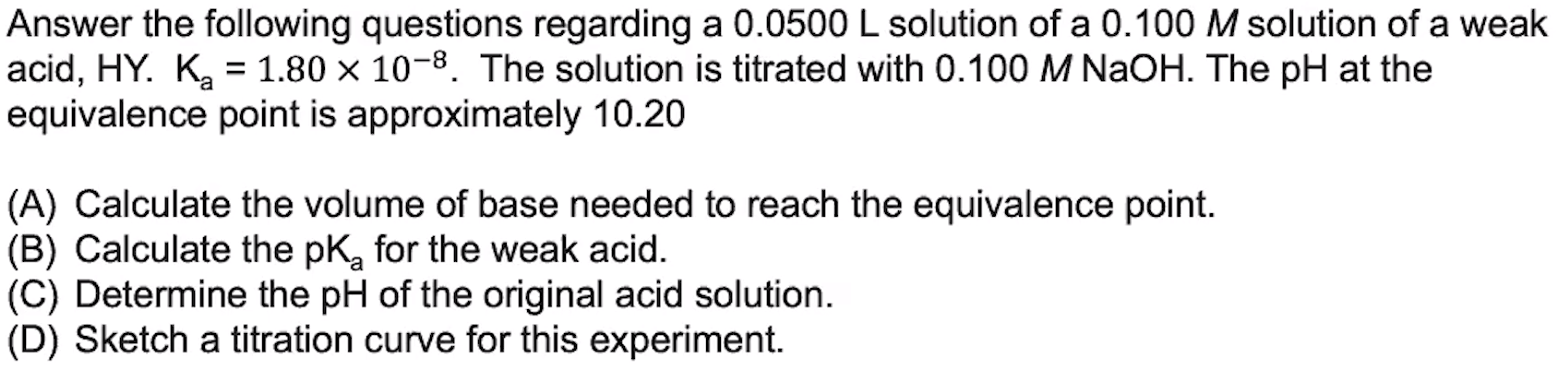 Answer the following questions regarding a 0.0500 L solution of a 0.100 M solution of a weak
acid, HY. Kₐ = 1.80 × 10⁻⁸. The solution is titrated with 0.100 M NaOH. The pH at the
equivalence point is approximately 10.20
(A) Calculate the volume of base needed to reach the equivalence point.
(B) Calculate the pKₐ for the weak acid.
(C) Determine the pH of the original acid solution.
(D) Sketch a titration curve for this experiment.